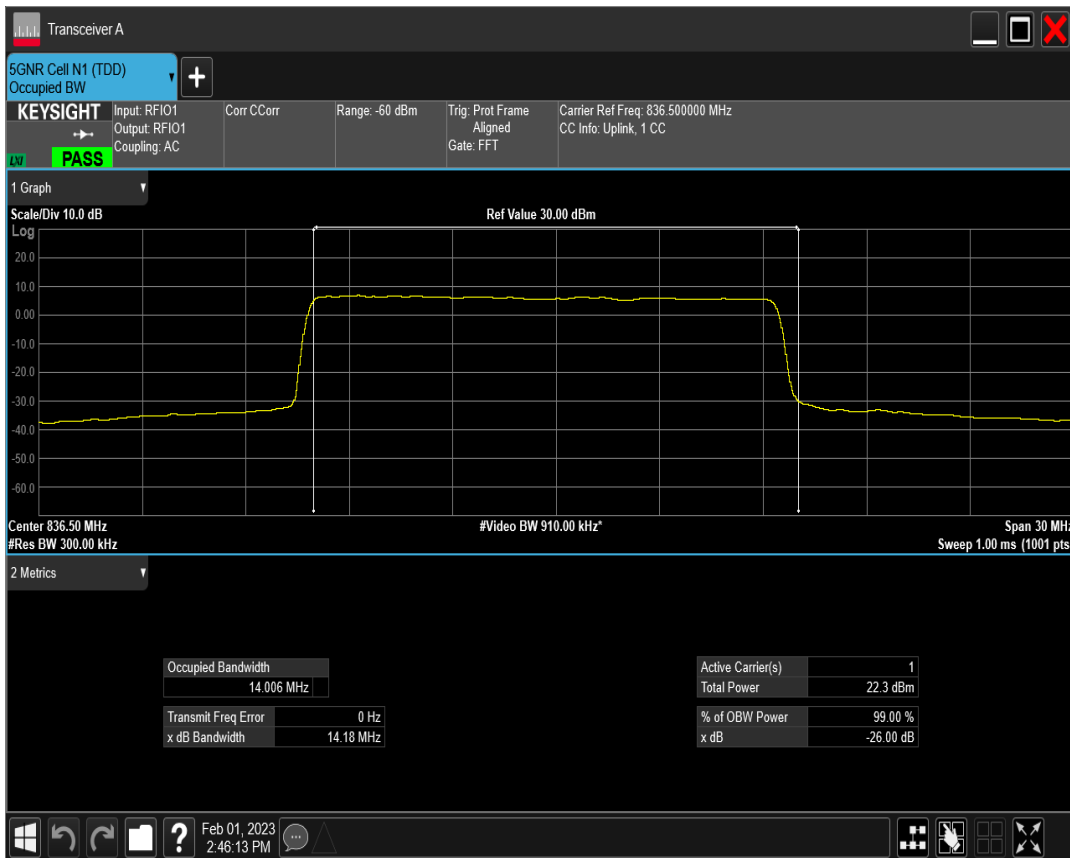 Transceiver A
5GNR Cell N1 (TDD)
Occupied BW
+
KEYSIGHT
LXI
PASS
Input: RFIO1
Output: RFIO1
Coupling: AC
Corr CCorr
Range: -60 dBm
Trig: Prot Frame
Aligned
Gate: FFT
Carrier Ref Freq: 836.500000 MHz
CC Info: Uplink, 1 CC
1 Graph
Scale/Div 10.0 dB
Ref Value 30.00 dBm
Log
20.0
10.0
0.00
-10.0
-20.0
-30.0
-40.0
-50.0
-60.0
Center 836.50 MHz
#Video BW 910.00 kHz*
Span 30 MHz
#Res BW 300.00 kHz
Sweep 1.00 ms (1001 pts
2 Metrics
Occupied Bandwidth
14.006 MHz
Transmit Freq Error 0 Hz
x dB Bandwidth 14.18 MHz
Active Carrier(s) 1
Total Power 22.3 dBm
% of OBW Power 99.00 %
x dB -26.00 dB
?
Feb 01, 2023
2:46:13 PM